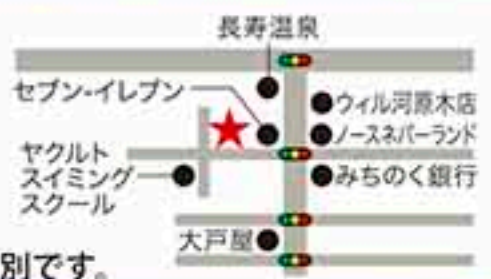 長寿温泉
セブン-イレブン
ウィル河原木店
ノースネバーランド
ヤクルト
スイミング
スクール
みちのく銀行
大戸屋
別です。